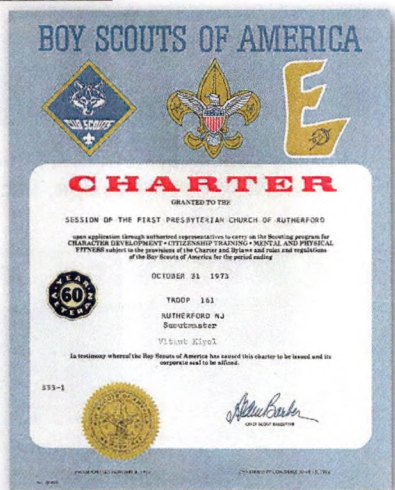 BOY SCOUTS OF AMERICA
CUB SCOUTS
E
CHARTER
GRANTED TO THE
SESSION OF THE FIRST PRESBYTERIAN CHURCH OF RUTHERFORD
upon application through authorized representatives to carry on the Scouting program for
CHARACTER DEVELOPMENT • CITIZENSHIP TRAINING • MENTAL AND PHYSICAL
FITNESS subject to the provisions of the Charter and Bylaws and rules and regulations
of the Boy Scouts of America for the period ending
OCTOBER 31 1973
YEAR
60
VETERAN
TROOP 161
RUTHERFORD NJ
Scoutmaster
In testimony whereof the Boy Scouts of America has caused this charter to be issued and its
corporate seal to be affixed.
533-1
Alden Barber
CHIEF SCOUT EXECUTIVE